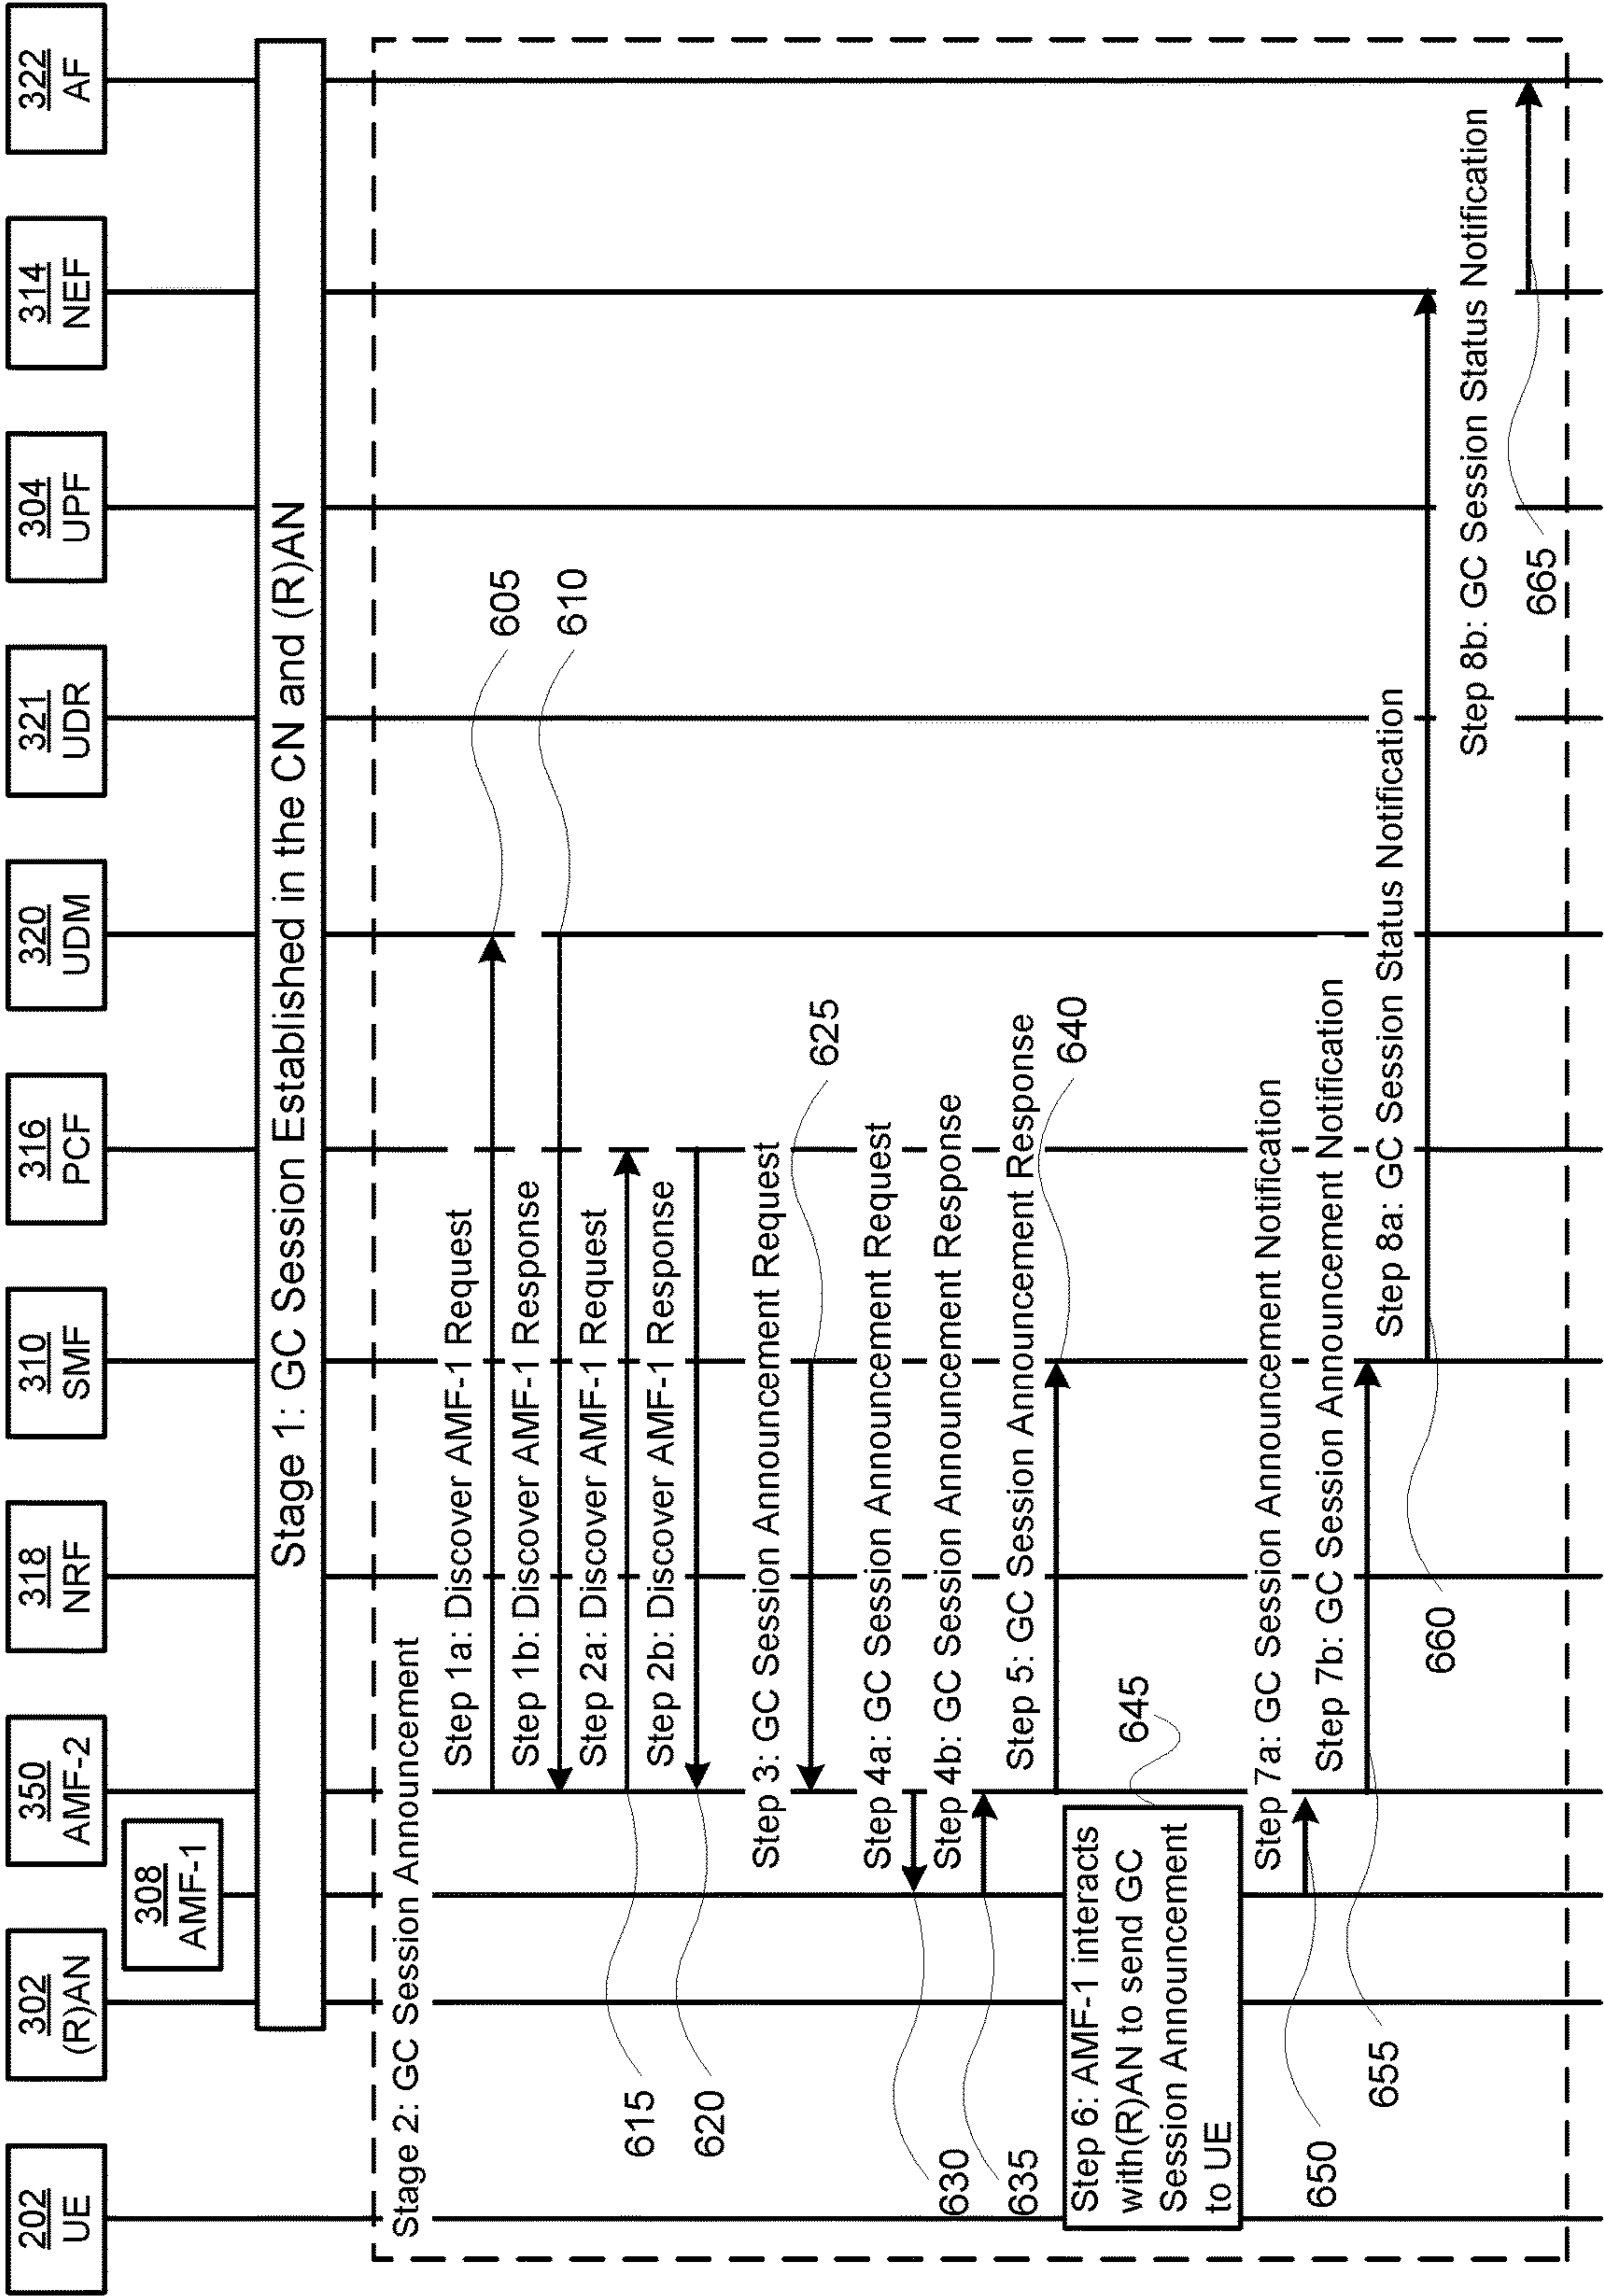 202
UE
302
(R)AN
308
AMF-1
350
AMF-2
318
NRF
310
SMF
316
PCF
320
UDM
321
UDR
304
UPF
314
NEF
322
AF
Stage 1: GC Session Established in the CN and (R)AN
Stage 2: GC Session Announcement
Step 1a: Discover AMF-1 Request
605
Step 1b: Discover AMF-1 Response
610
Step 2a: Discover AMF-1 Request
615
Step 2b: Discover AMF-1 Response
620
Step 3: GC Session Announcement Request
625
Step 4a: GC Session Announcement Request
630
Step 4b: GC Session Announcement Response
635
Step 5: GC Session Announcement Response
640
Step 6: AMF-1 interacts
with(R)AN to send GC
Session Announcement
to UE
645
Step 7a: GC Session Announcement Notification
650
Step 7b: GC Session Announcement Notification
655
Step 8a: GC Session Status Notification
660
Step 8b: GC Session Status Notification
665